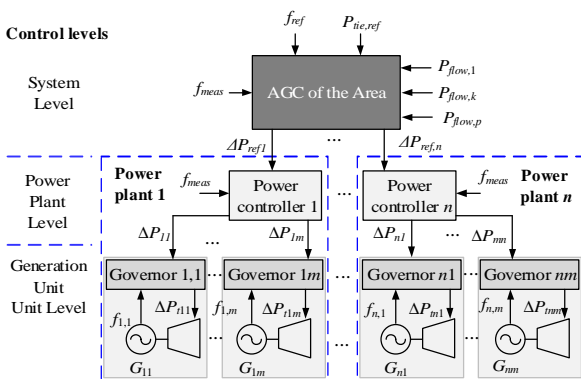 Control levels
f_ref
P_tie,ref
System
Level
f_meas
AGC of the Area
P_flow,1
P_flow,k
P_flow,p
ΔP_ref1
...
ΔP_ref,n
Power
Plant
Level
Power
plant 1
f_meas
Power
controller 1
...
Power
controller n
f_meas
Power
plant n
ΔP_11
...
ΔP_1m
ΔP_n1
...
ΔP_mn
Generation
Unit
Unit Level
Governor 1,1
...
Governor 1m
...
Governor n1
...
Governor nm
f_1,1
ΔP_t11
f_1,m
ΔP_t1m
f_n,1
ΔP_tn1
f_n,m
ΔP_tnm
G_11
...
G_1m
...
G_n1
...
G_nm